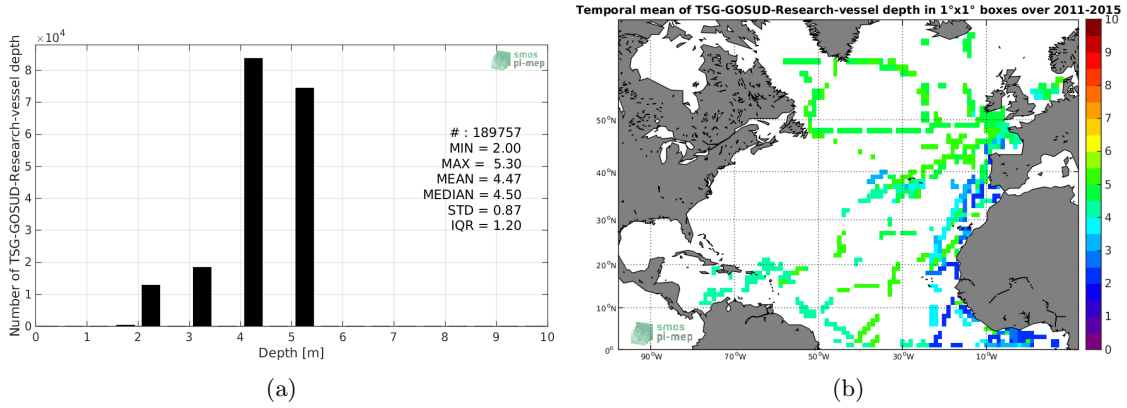 Temporal mean of TSG-GOSUD-Research-vessel depth in 1°x1° boxes over 2011-2015
×10⁴
Number of TSG-GOSUD-Research-vessel depth
8
7
6
5
4
3
2
1
0
smos
pi-mep
# : 189757
MIN = 2.00
MAX = 5.30
MEAN = 4.47
MEDIAN = 4.50
STD = 0.87
IQR = 1.20
0 1 2 3 4 5 6 7 8 9 10
Depth [m]
(a)
50°N
40°N
30°N
20°N
10°N
0°
90°W 70°W 50°W 30°W 10°W
smos
pi-mep
10
9
8
7
6
5
4
3
2
1
0
(b)